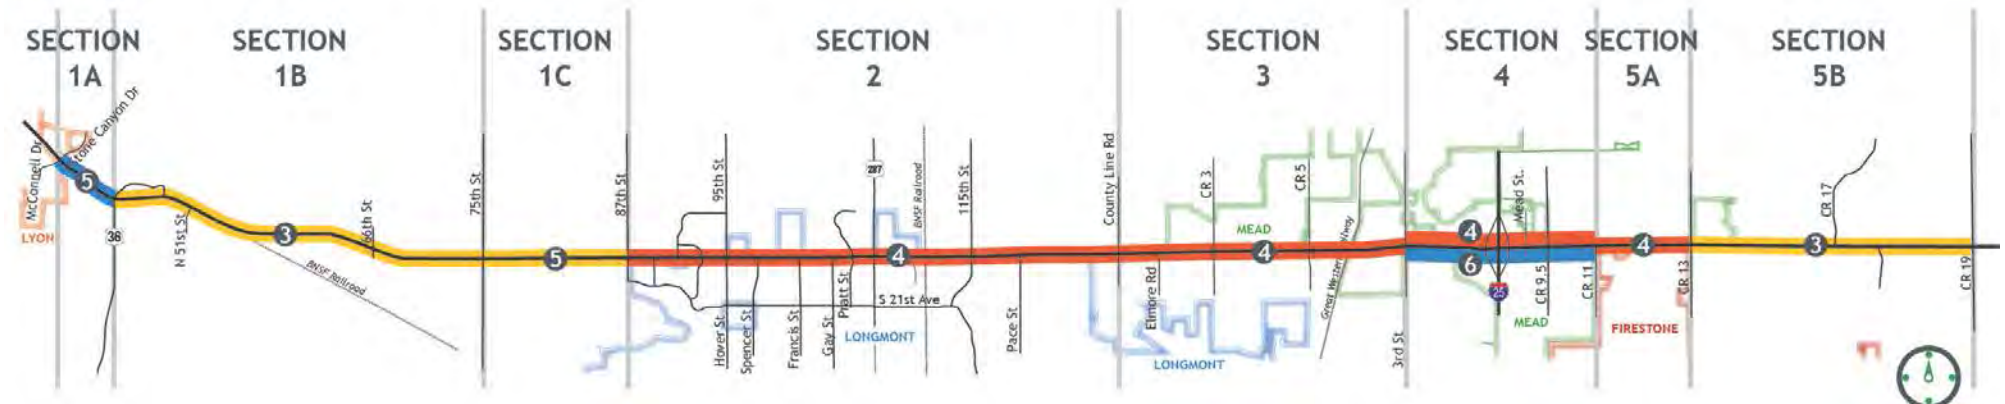 SECTION
1A
SECTION
1B
SECTION
1C
SECTION
2
SECTION
3
SECTION
4
SECTION
5A
SECTION
5B
McConnell Dr
Stone Canyon Dr
LYON
5
36
N 51st St
3
BNSF Railroad
66th St
75th St
5
87th St
95th St
Hover St
Spencer St
Francis St
Gay St
Pratt St
287
4
BNSF Railroad
S 21st Ave
LONGMONT
115th St
Pace St
County Line Rd
Elmore Rd
LONGMONT
CR 3
MEAD
4
CR 5
Great Western Railway
3rd St
4
6
25
Mead St.
CR 9.5
MEAD
CR 11
4
FIRESTONE
CR 13
3
CR 17
CR 19